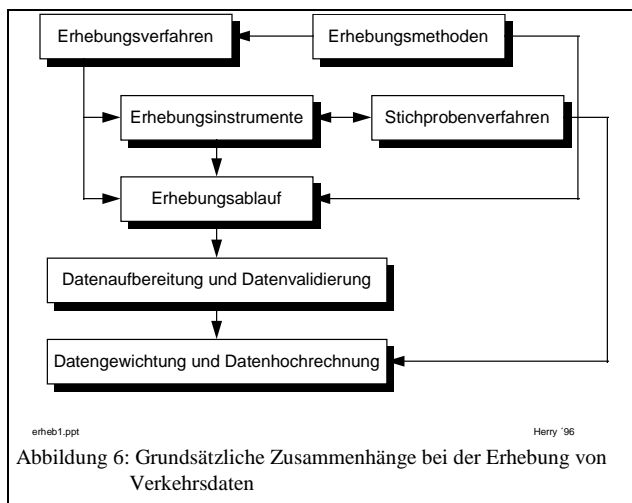 Erhebungsverfahren
Erhebungsmethoden
Erhebungsinstrumente
Stichprobenverfahren
Erhebungsablauf
Datenaufbereitung und Datenvalidierung
Datengewichtung und Datenhochrechnung
erheb1.ppt
Herry ´96
Abbildung 6: Grundsätzliche Zusammenhänge bei der Erhebung von
Verkehrsdaten